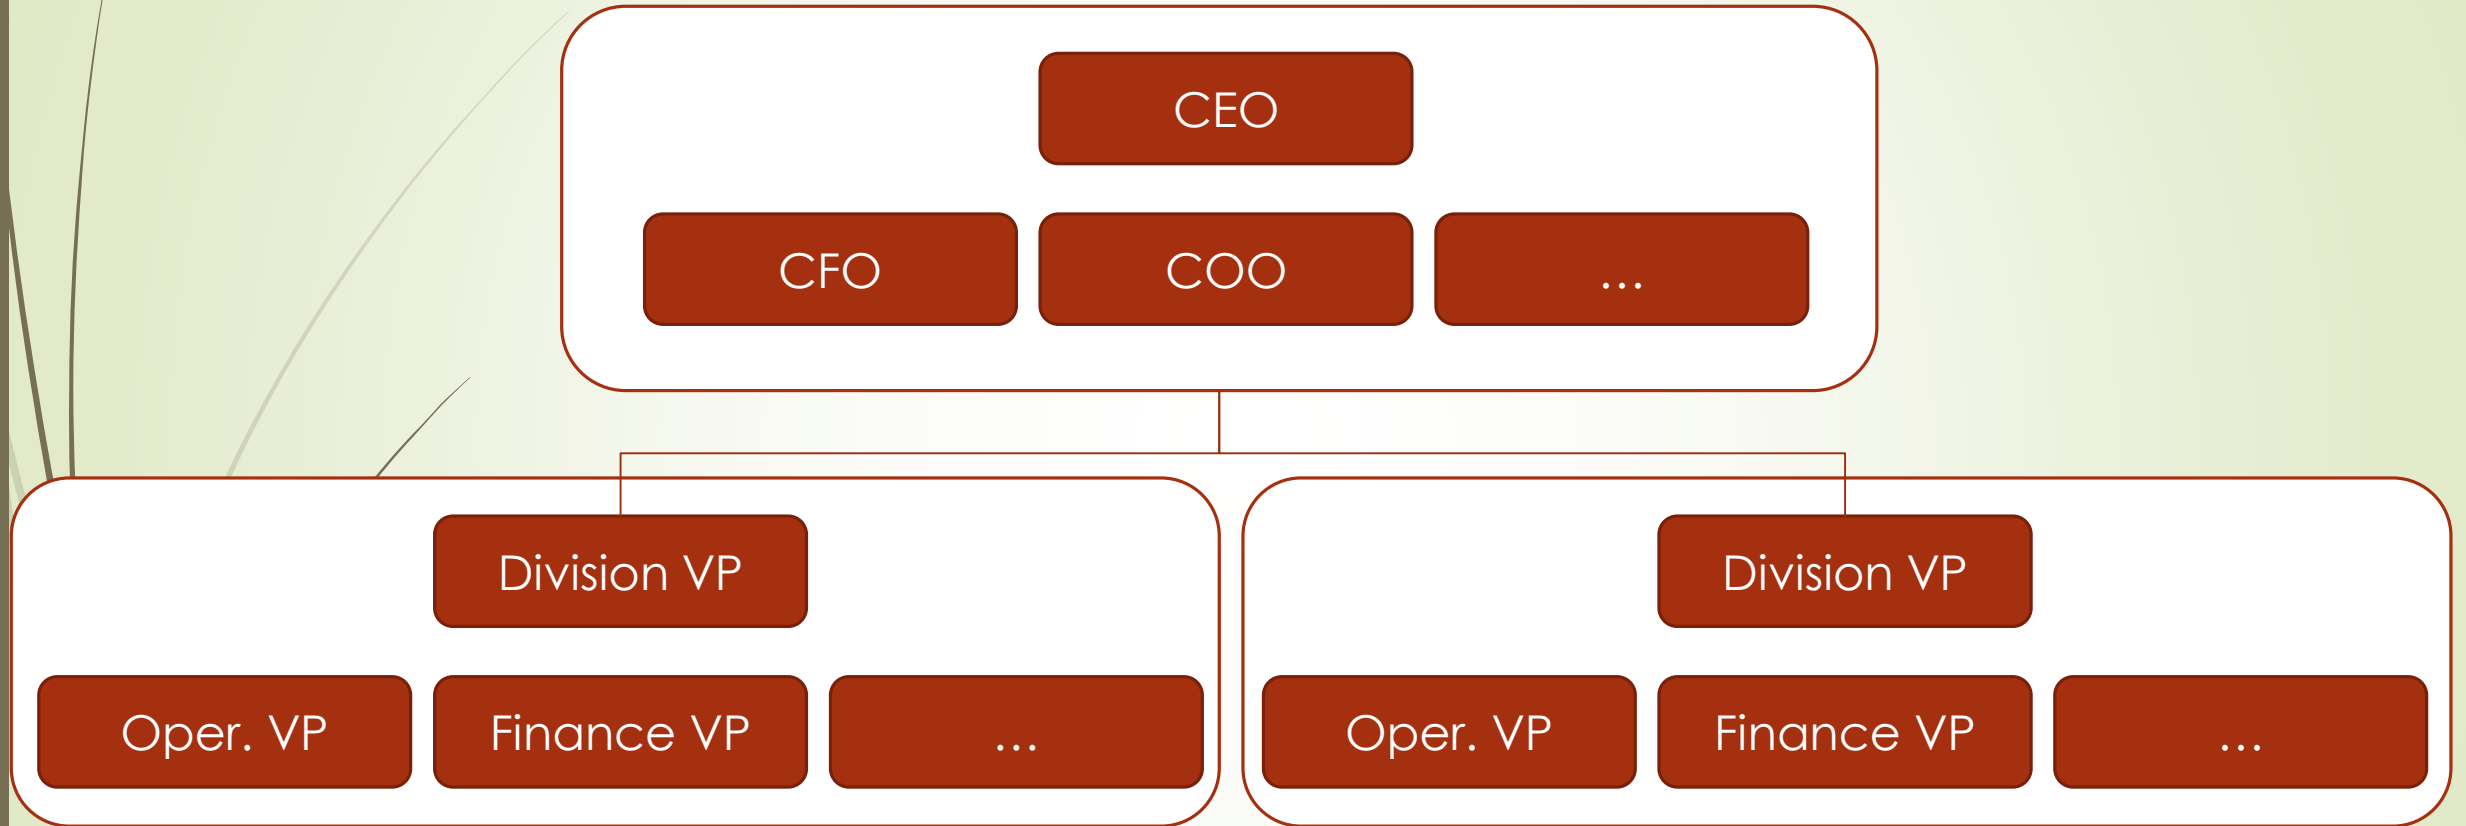 CEO
CFO
COO
...
Division VP
Oper. VP
Finance VP
...
Division VP
Oper. VP
Finance VP
...